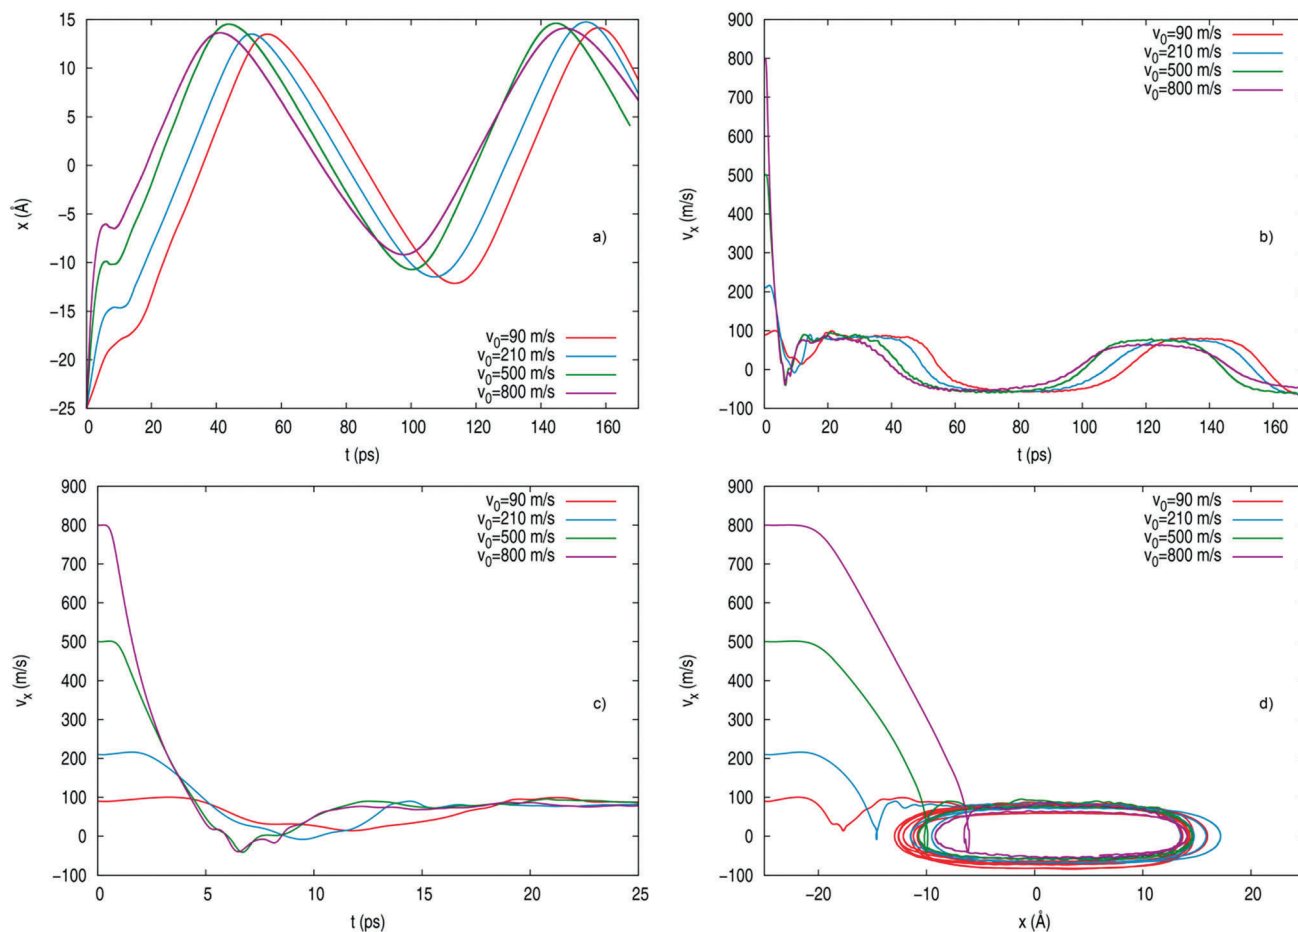 15
10
5
0
−5
−10
−15
−20
−25
x (Å)
a)
v0=90 m/s
v0=210 m/s
v0=500 m/s
v0=800 m/s
0 20 40 60 80 100 120 140 160
t (ps)
900
800
700
600
500
400
300
200
100
0
−100
vx (m/s)
v0=90 m/s
v0=210 m/s
v0=500 m/s
v0=800 m/s
b)
0 20 40 60 80 100 120 140 160
t (ps)
900
800
700
600
500
400
300
200
100
0
−100
vx (m/s)
v0=90 m/s
v0=210 m/s
v0=500 m/s
v0=800 m/s
c)
0 5 10 15 20 25
t (ps)
900
800
700
600
500
400
300
200
100
0
−100
vx (m/s)
v0=90 m/s
v0=210 m/s
v0=500 m/s
v0=800 m/s
d)
−20 −10 0 10 20
x (Å)